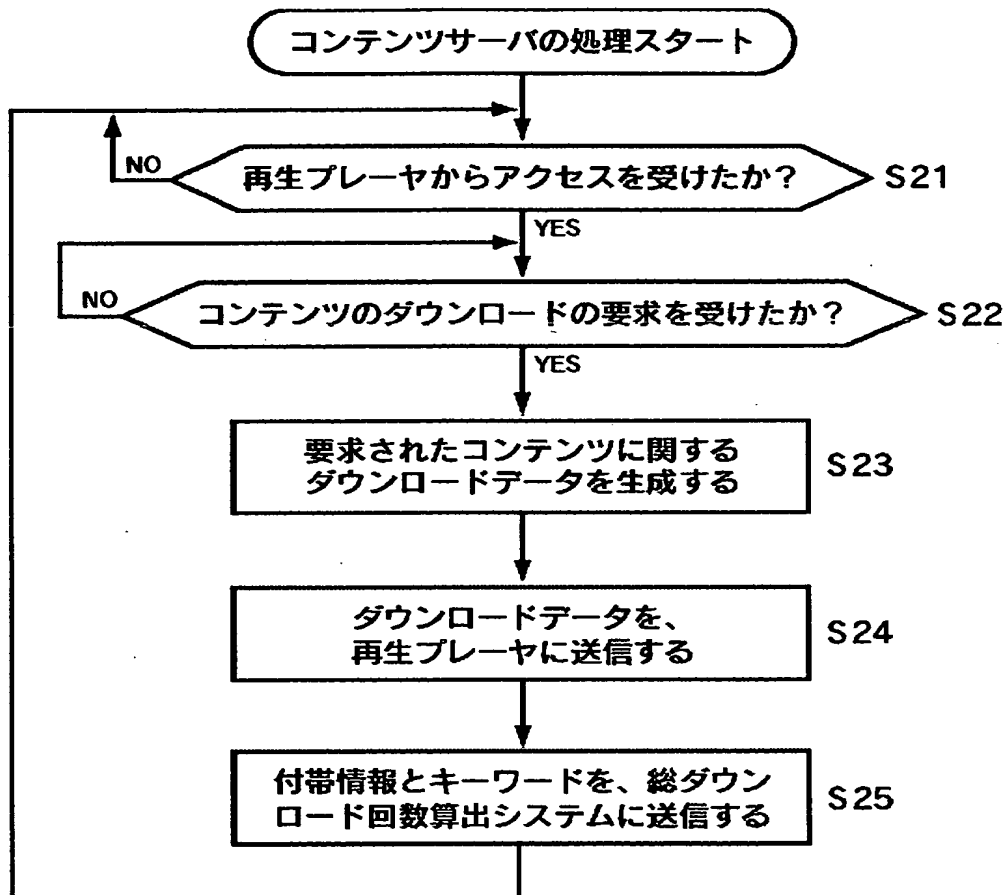 コンテンツサーバの処理スタート
NO
再生プレーヤからアクセスを受けたか？
S21
YES
NO
コンテンツのダウンロードの要求を受けたか？
S22
YES
要求されたコンテンツに関する
ダウンロードデータを生成する
S23
ダウンロードデータを、
再生プレーヤに送信する
S24
付帯情報とキーワードを、総ダウン
ロード回数算出システムに送信する
S25